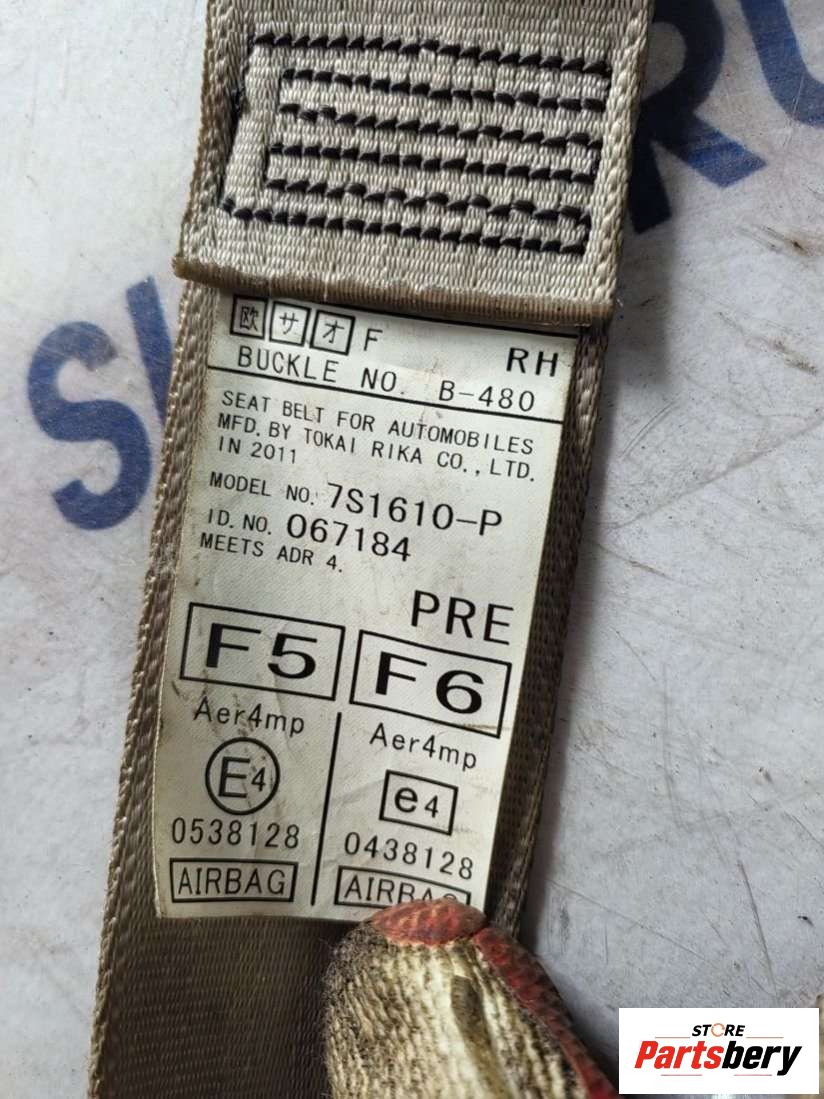 欧 サ オ F RH
BUCKLE NO. B-480
SEAT BELT FOR AUTOMOBILES
MFD. BY TOKAI RIKA CO., LTD.
IN 2011
MODEL NO. 7S1610-P
ID. NO. 067184
MEETS ADR 4.
PRE
F5 F6
Aer4mp Aer4mp
E4 e4
0538128 0438128
AIRBAG AIRBAG
STORE
Partsbery